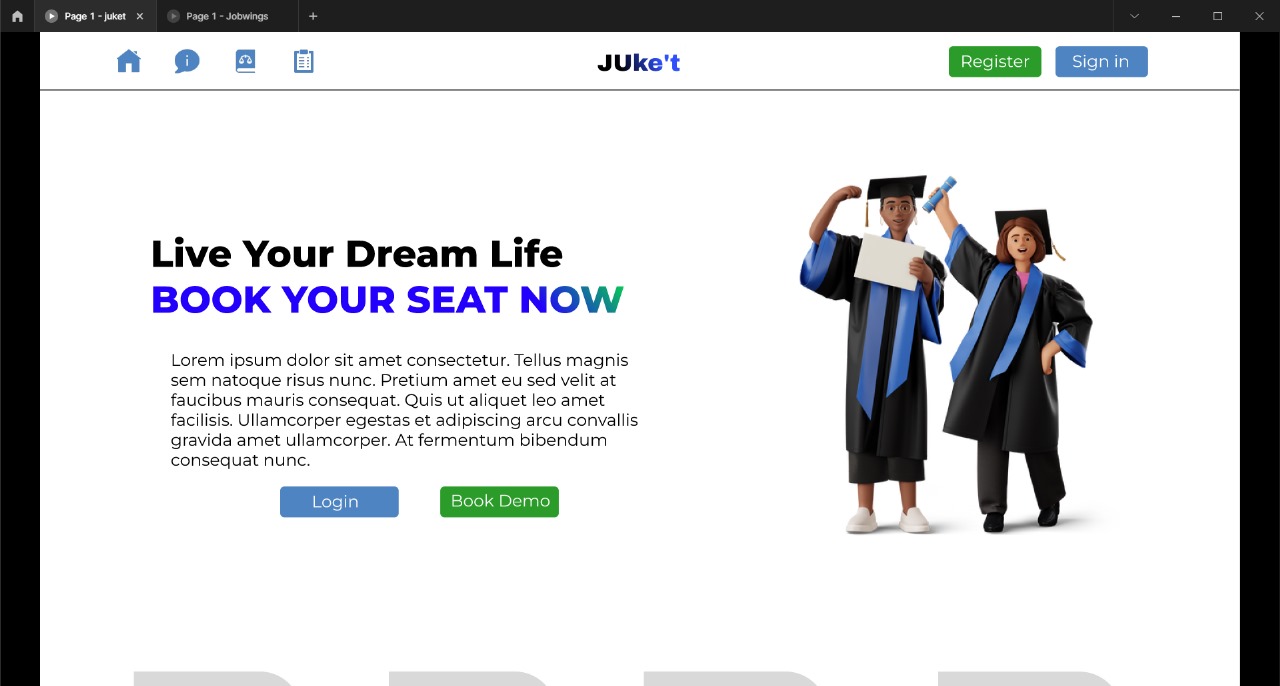 Page 1 - juket
Page 1 - Jobwings
JUke't
Register
Sign in
Live Your Dream Life
BOOK YOUR SEAT NOW
Lorem ipsum dolor sit amet consectetur. Tellus magnis
sem natoque risus nunc. Pretium amet eu sed velit at
faucibus mauris consequat. Quis ut aliquet leo amet
facilisis. Ullamcorper egestas et adipiscing arcu convallis
gravida amet ullamcorper. At fermentum bibendum
consequat nunc.
Login
Book Demo